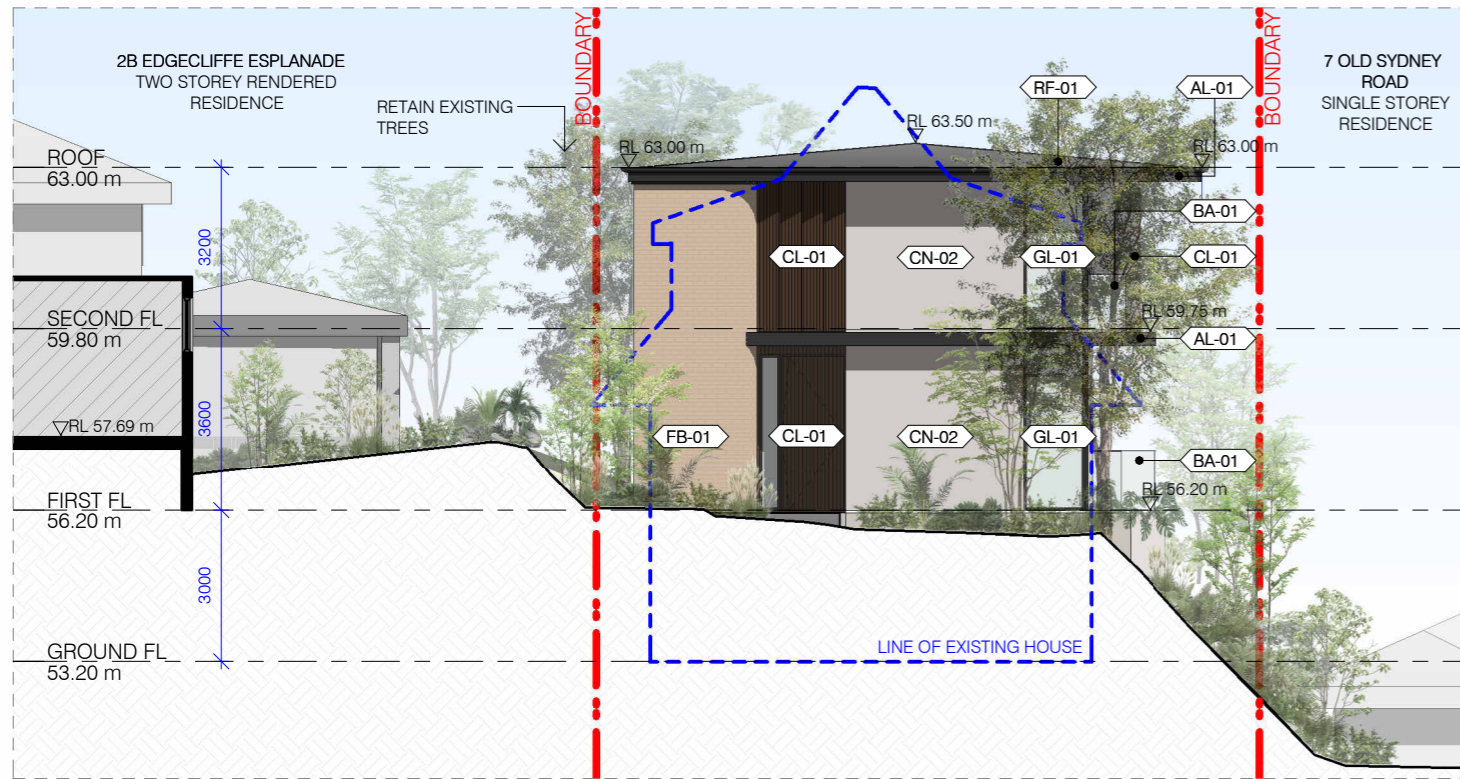 2B EDGECLIFFE ESPLANADE
TWO STOREY RENDERED
RESIDENCE
RETAIN EXISTING
TREES
BOUNDARY
RF-01
AL-01
BOUNDARY
7 OLD SYDNEY
ROAD
SINGLE STOREY
RESIDENCE
ROOF
63.00 m
RL 63.00 m
RL 63.50 m
RL 63.00 m
3200
BA-01
CL-01
CN-02
GL-01
CL-01
SECOND FL
59.80 m
RL 59.75 m
AL-01
3600
RL 57.69 m
FB-01
CL-01
CN-02
GL-01
BA-01
RL 56.20 m
FIRST FL
56.20 m
3000
GROUND FL
53.20 m
LINE OF EXISTING HOUSE